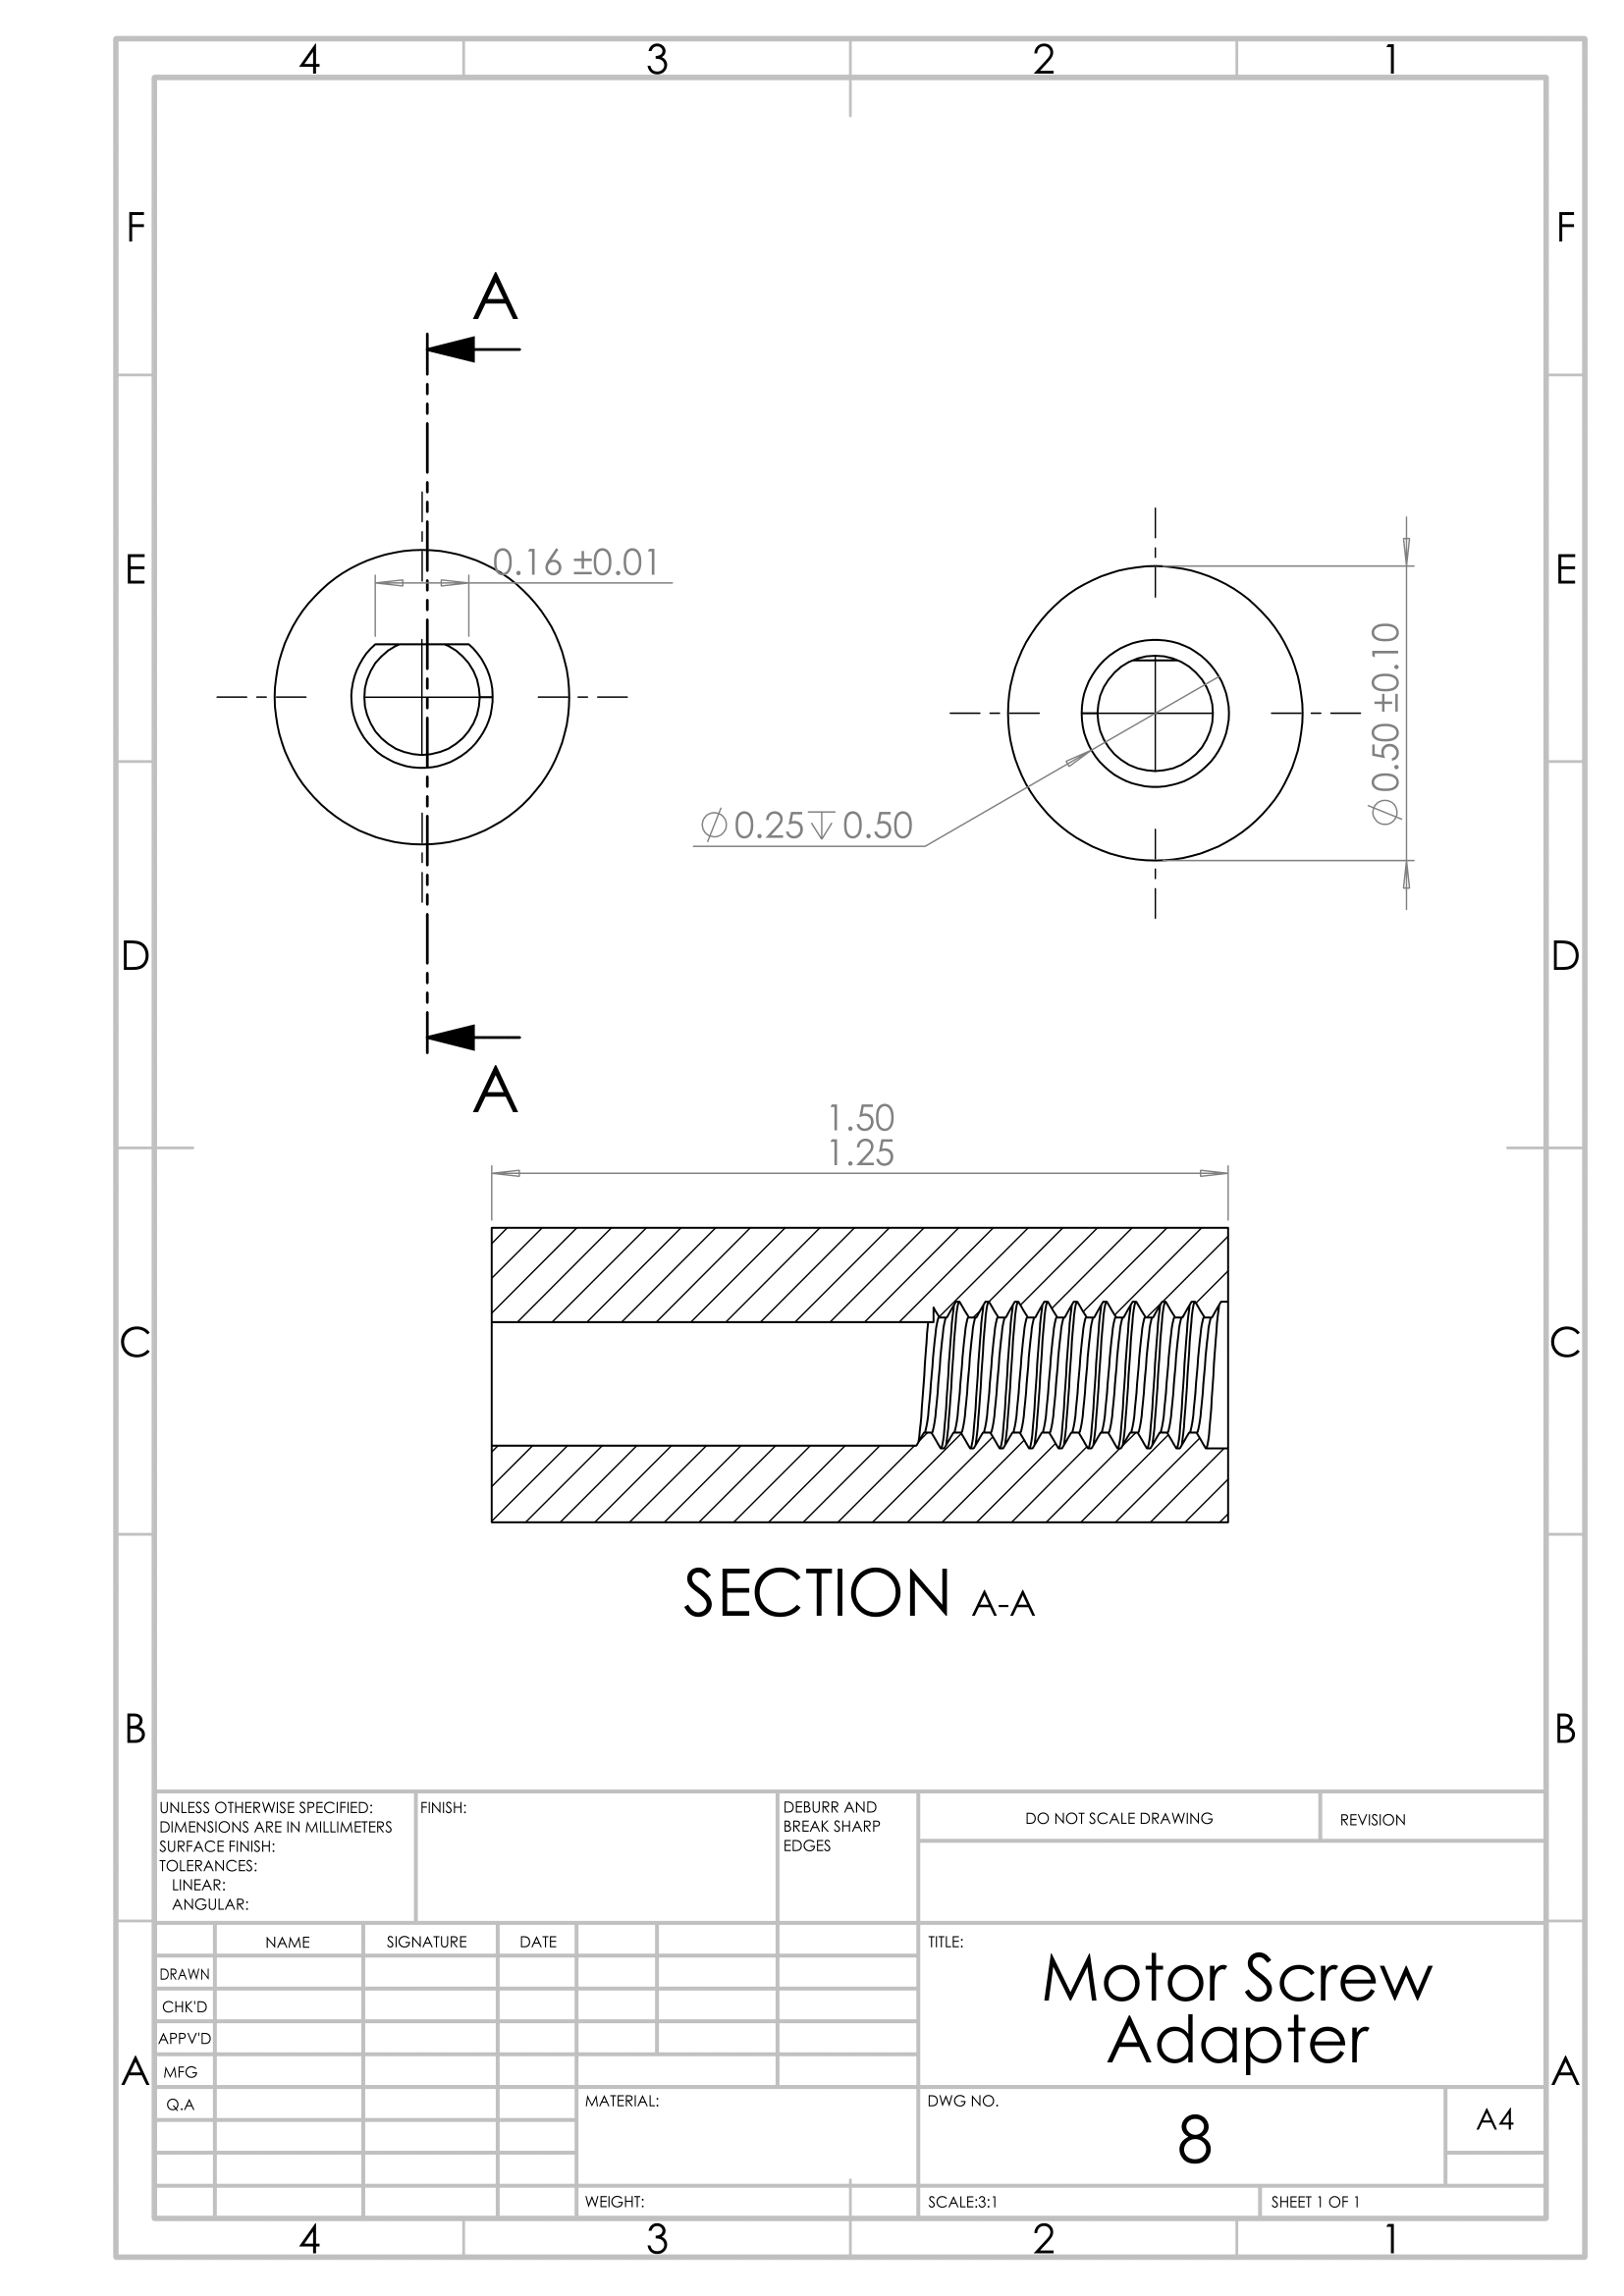 4 3 2 1
F F
A
E E
0.16 ±0.01
⌀0.50 ±0.10
⌀0.25↧0.50
D D
A
1.50
1.25
C C
SECTION A-A
B B
UNLESS OTHERWISE SPECIFIED:
DIMENSIONS ARE IN MILLIMETERS
SURFACE FINISH:
TOLERANCES:
LINEAR:
ANGULAR:
FINISH:
DEBURR AND
BREAK SHARP
EDGES
DO NOT SCALE DRAWING
REVISION
NAME SIGNATURE DATE
DRAWN
CHK'D
APPV'D
MFG
Q.A
TITLE:
Motor Screw
Adapter
A A
MATERIAL:
DWG NO.
8
A4
WEIGHT:
SCALE:3:1
SHEET 1 OF 1
4 3 2 1